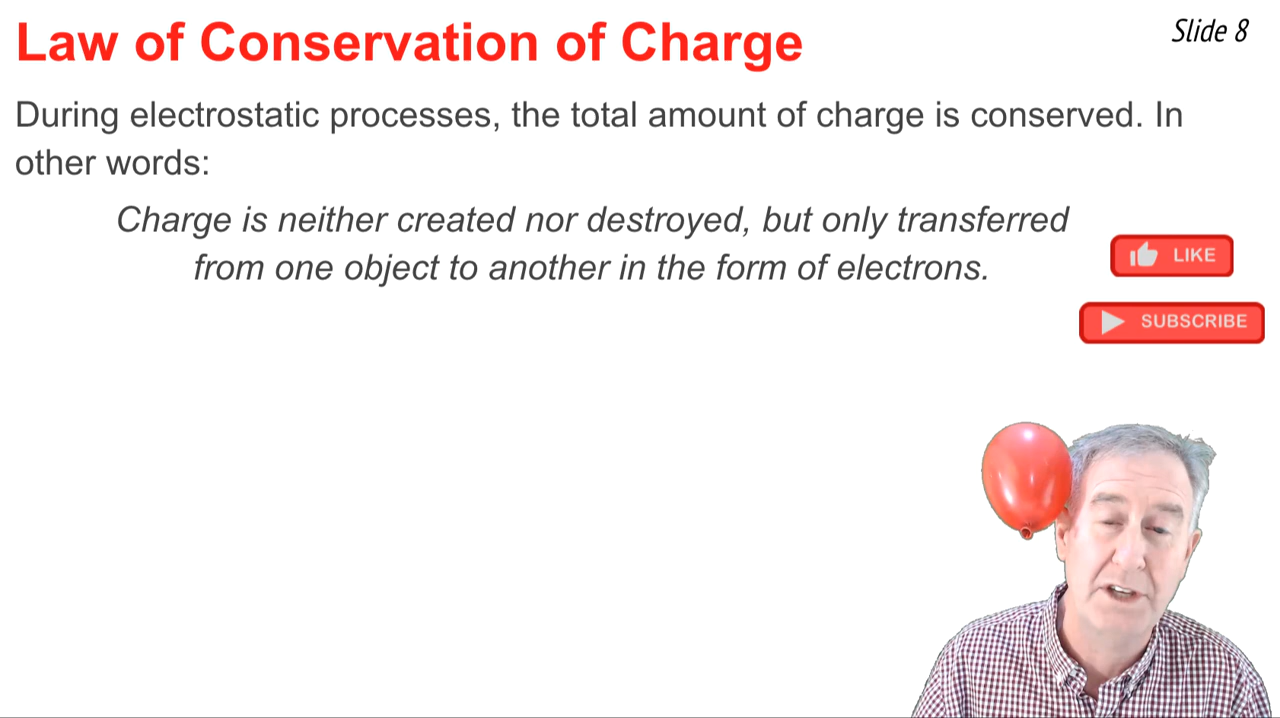 Law of Conservation of Charge
Slide 8
During electrostatic processes, the total amount of charge is conserved. In
other words:
Charge is neither created nor destroyed, but only transferred
from one object to another in the form of electrons.
LIKE
SUBSCRIBE